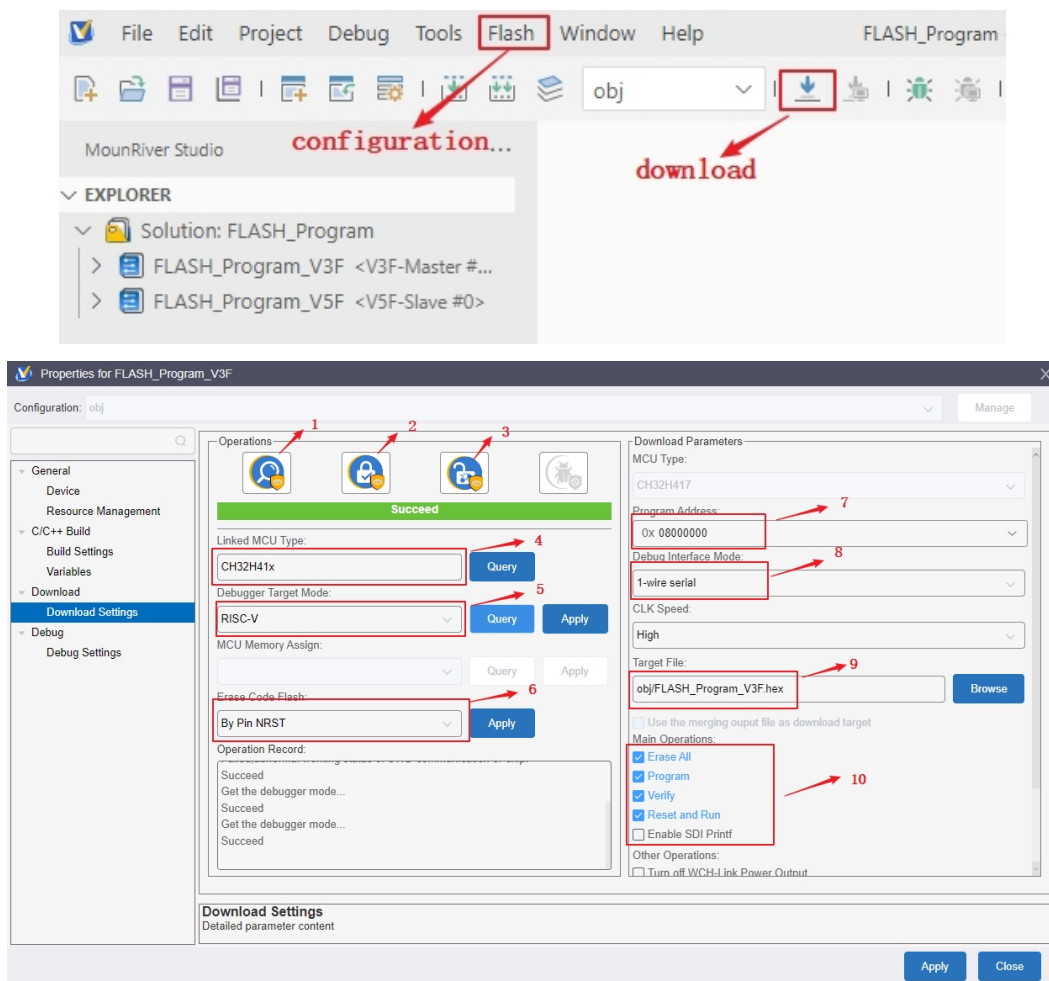 File Edit Project Debug Tools Flash Window Help FLASH_Program
obj
configuration...
download
MounRiver Studio
EXPLORER
Solution: FLASH_Program
FLASH_Program_V3F <V3F-Master #...
FLASH_Program_V5F <V5F-Slave #0>
Properties for FLASH_Program_V3F
Configuration: obj
Manage
General
Device
Resource Management
C/C++ Build
Build Settings
Variables
Download
Download Settings
Debug
Debug Settings
Operations
1
2
3
Succeed
Linked MCU Type:
4
CH32H41x
Query
Debugger Target Mode:
5
RISC-V
Query
Apply
MCU Memory Assign:
Query
Apply
Erase Code Flash:
6
By Pin NRST
Apply
Operation Record:
Succeed
Get the debugger mode...
Succeed
Get the debugger mode...
Succeed
Download Parameters
MCU Type:
CH32H417
Program Address:
7
0x 08000000
Debug Interface Mode:
8
1-wire serial
CLK Speed:
High
Target File:
9
obj/FLASH_Program_V3F.hex
Browse
Use the merging ouput file as download target
Main Operations:
Erase All
Program
10
Verify
Reset and Run
Enable SDI Printf
Other Operations:
Turn off WCH-Link Power Output
Download Settings
Detailed parameter content
Apply
Close